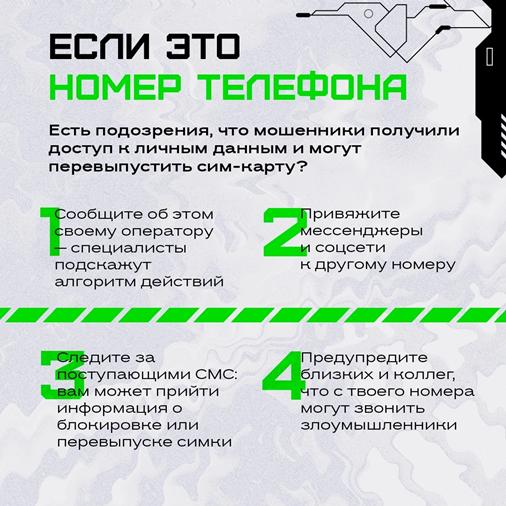 ЕСЛИ ЭТО
НОМЕР ТЕЛЕФОНА
Есть подозрения, что мошенники получили
доступ к личным данным и могут
перевыпустить сим-карту?
1
Сообщите об этом
своему оператору
— специалисты
подскажут
алгоритм действий
2
Привяжите
мессенджеры
и соцсети
к другому номеру
3
Следите за
поступающими СМС:
вам может прийти
информация о
блокировке или
перевыпуске симки
4
Предупредите
близких и коллег,
что с твоего номера
могут звонить
злоумышленники